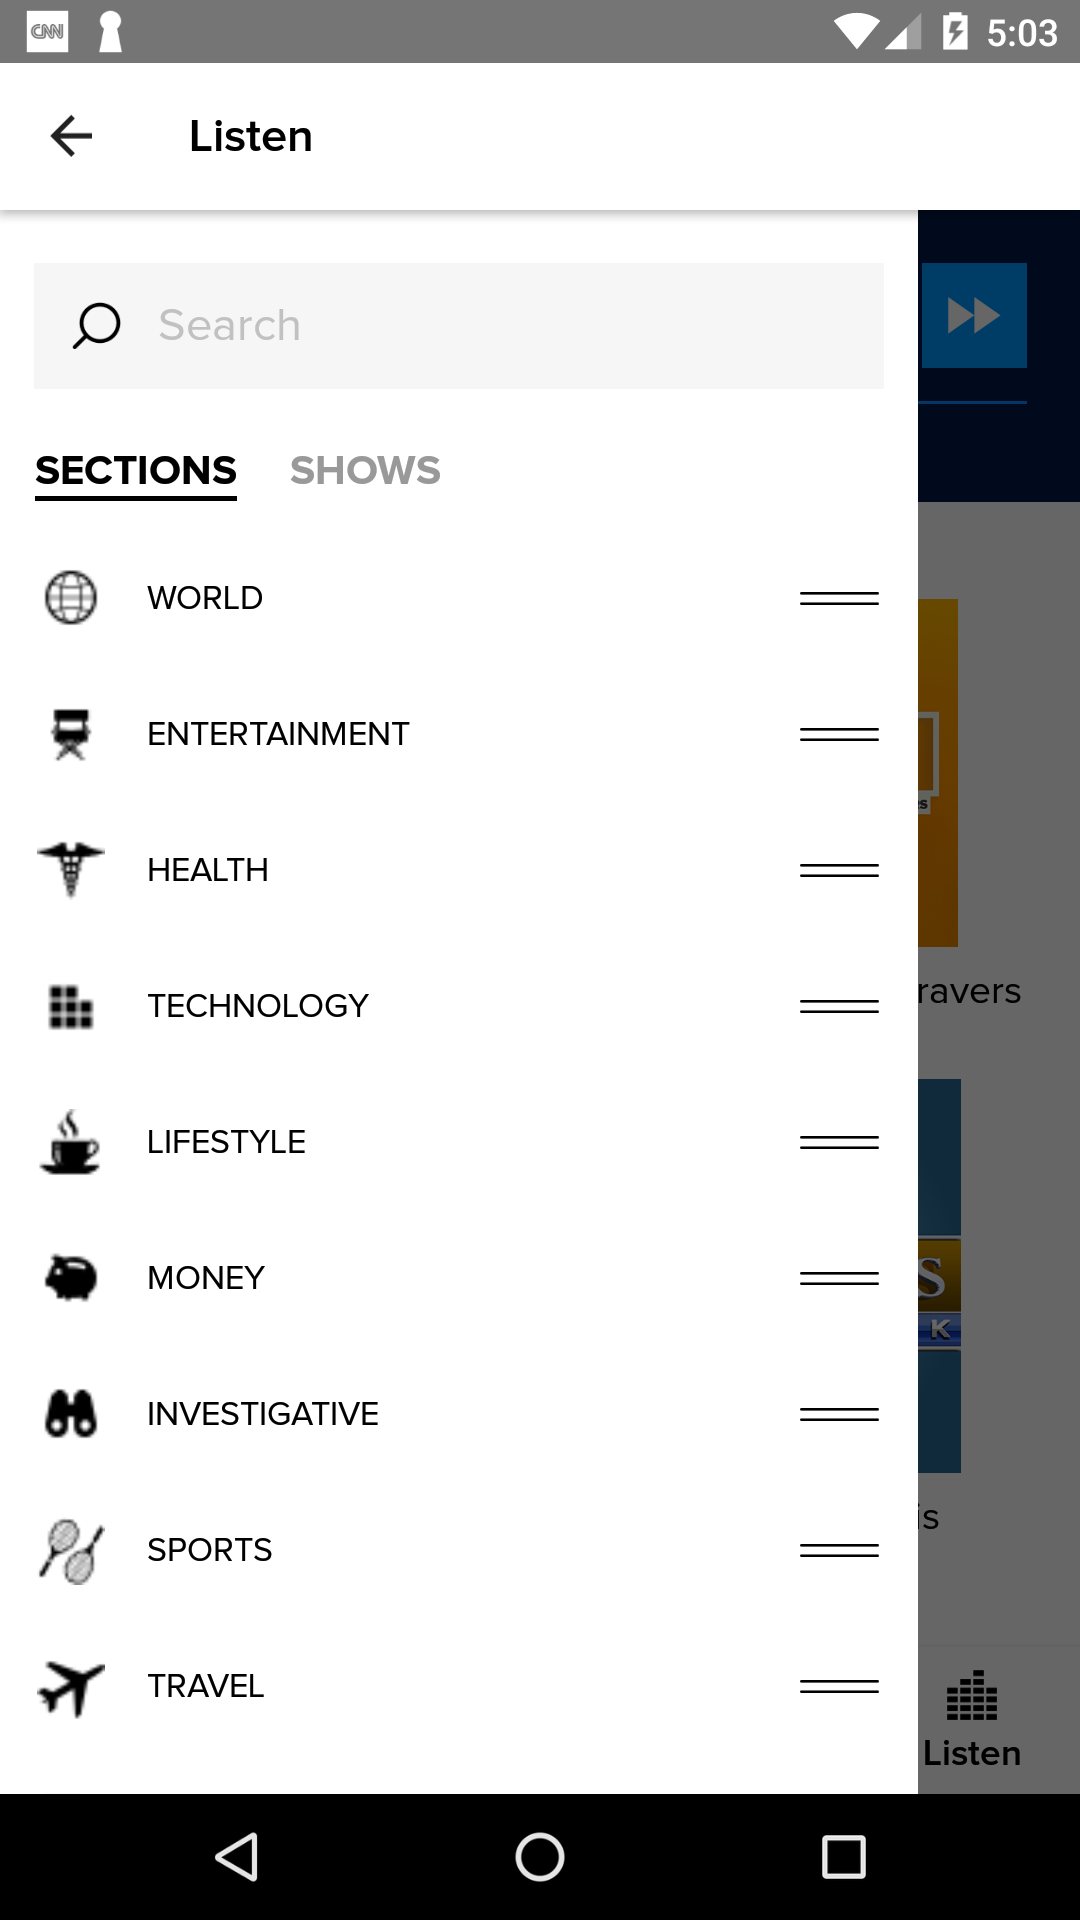 CNN
5:03
Listen
Search
SECTIONS SHOWS
WORLD
ENTERTAINMENT
HEALTH
TECHNOLOGY
ravers
LIFESTYLE
MONEY
S
K
INVESTIGATIVE
is
SPORTS
TRAVEL
Listen